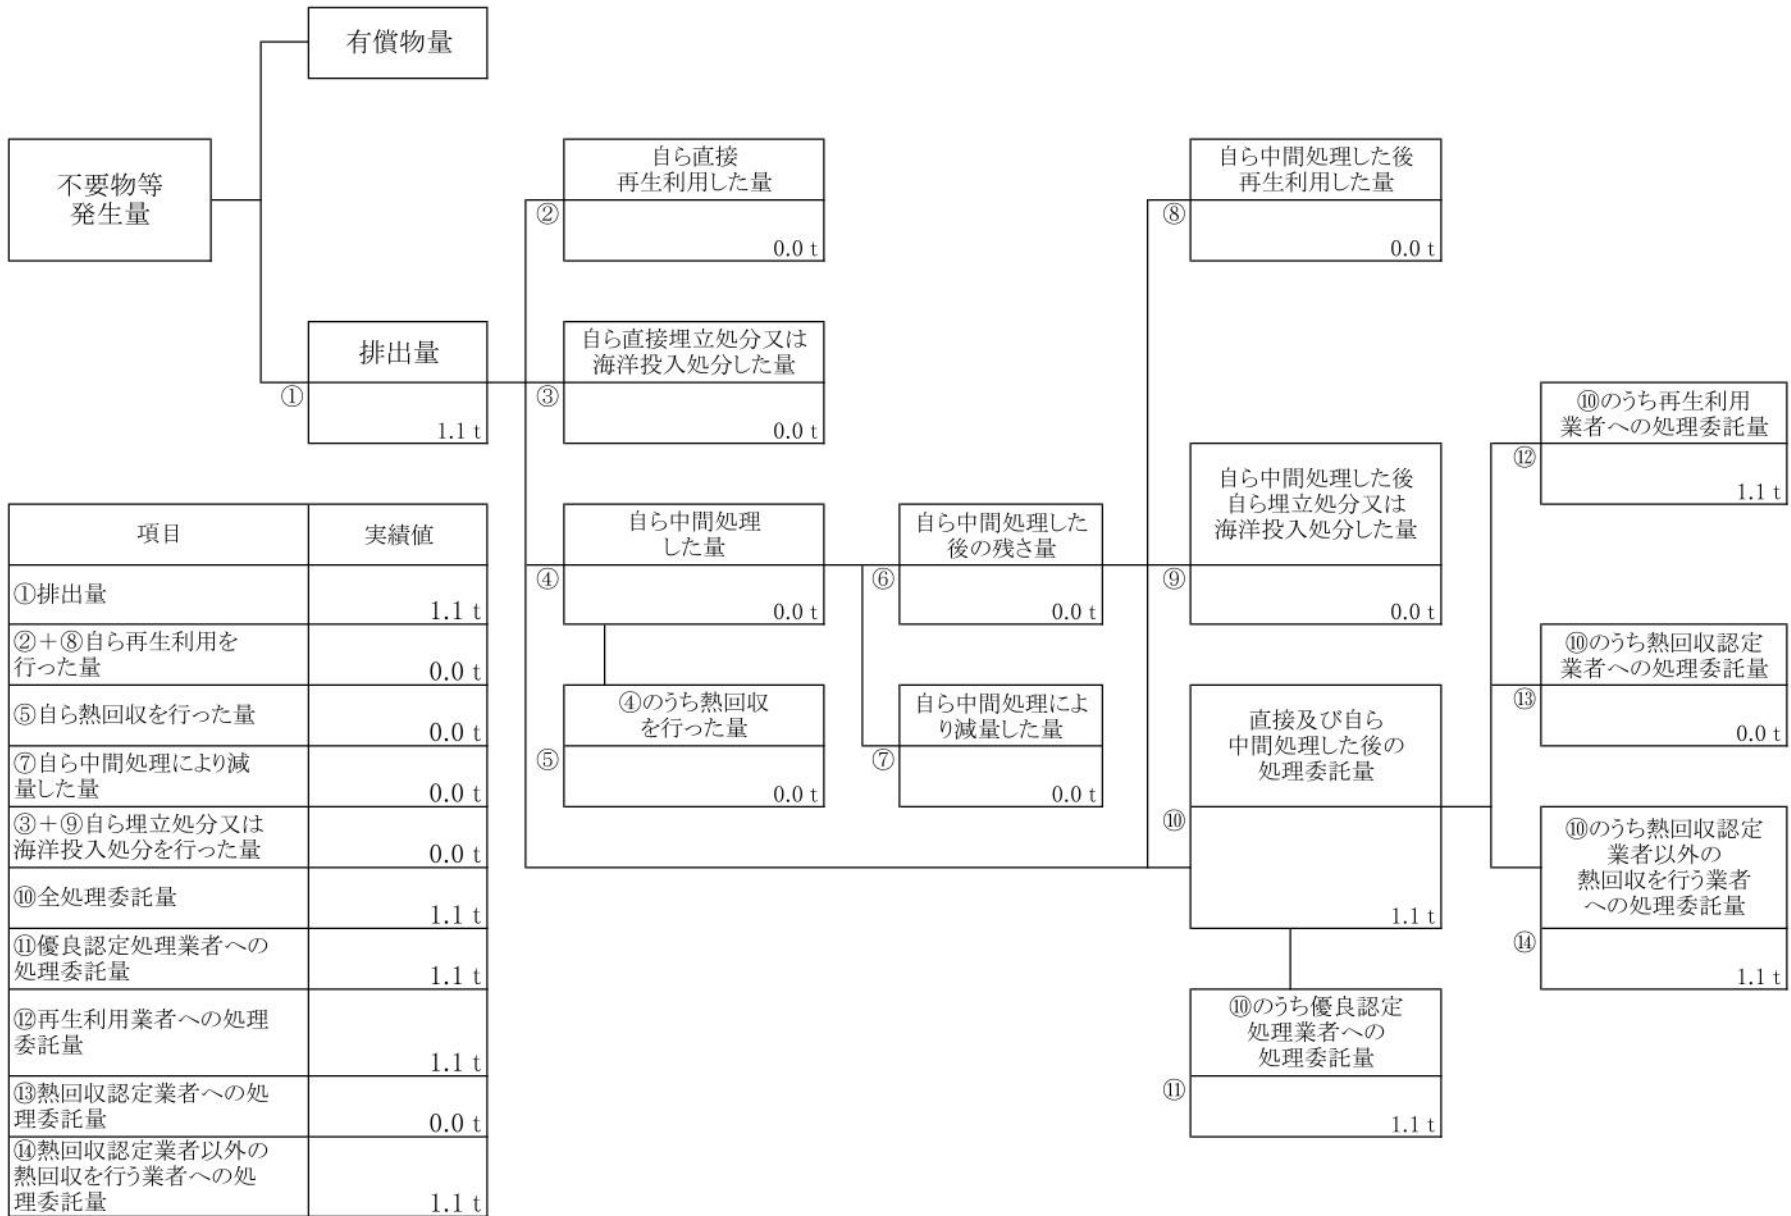 有償物量
不要物等
発生量
自ら直接
再生利用した量
②
0.0 t
自ら中間処理した後
再生利用した量
⑧
0.0 t
排出量
①
1.1 t
自ら直接埋立処分又は
海洋投入処分した量
③
0.0 t
⑩のうち再生利用
業者への処理委託量
⑫
1.1 t
自ら中間処理
した量
④
0.0 t
自ら中間処理した
後の残さ量
⑥
0.0 t
自ら中間処理した後
自ら埋立処分又は
海洋投入処分した量
⑨
0.0 t
⑩のうち熱回収認定
業者への処理委託量
⑬
0.0 t
④のうち熱回収
を行った量
⑤
0.0 t
自ら中間処理によ
り減量した量
⑦
0.0 t
直接及び自ら
中間処理した後の
処理委託量
⑩
1.1 t
⑩のうち熱回収認定
業者以外の
熱回収を行う業者
への処理委託量
⑭
1.1 t
⑩のうち優良認定
処理業者への
処理委託量
⑪
1.1 t
項目 実績値
①排出量 1.1 t
②+⑧自ら再生利用を
行った量 0.0 t
⑤自ら熱回収を行った量 0.0 t
⑦自ら中間処理により減
量した量 0.0 t
③+⑨自ら埋立処分又は
海洋投入処分を行った量 0.0 t
⑩全処理委託量 1.1 t
⑪優良認定処理業者への
処理委託量 1.1 t
⑫再生利用業者への処理
委託量 1.1 t
⑬熱回収認定業者への処
理委託量 0.0 t
⑭熱回収認定業者以外の
熱回収を行う業者への処
理委託量 1.1 t